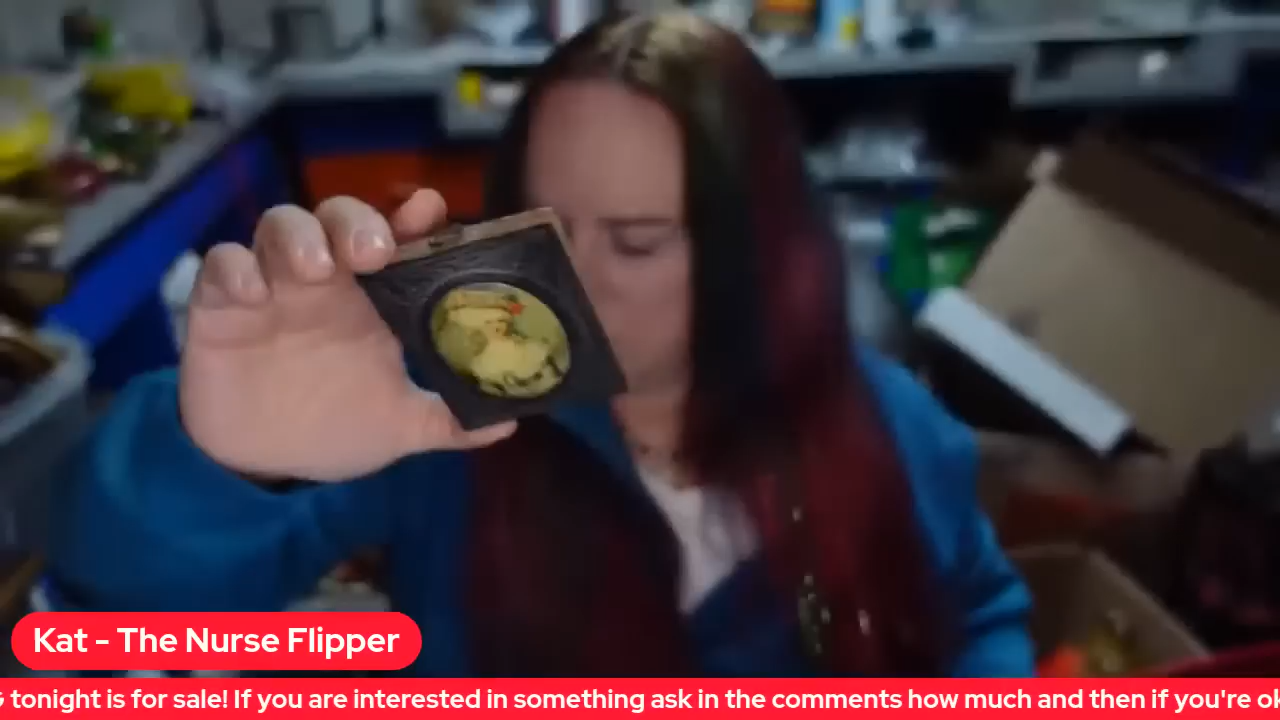 Kat - The Nurse Flipper
tonight is for sale! If you are interested in something ask in the comments how much and then if you're